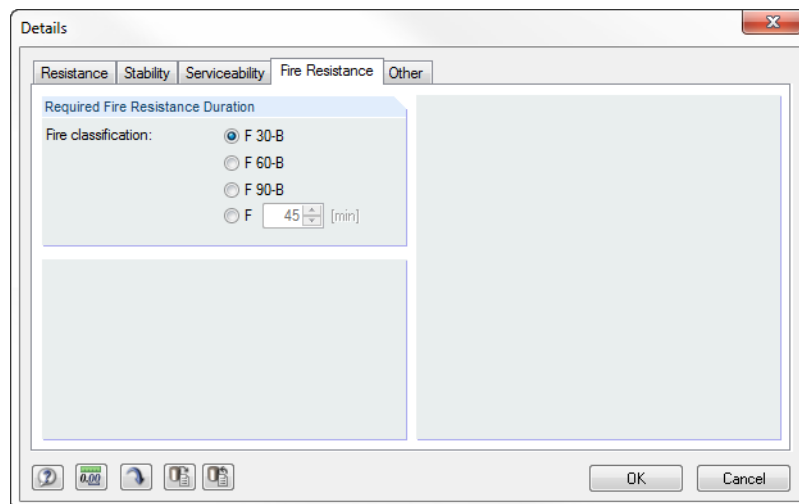 Details
Resistance Stability Serviceability Fire Resistance Other
Required Fire Resistance Duration
Fire classification: F 30-B
F 60-B
F 90-B
F 45 [min]
0.00 OK Cancel